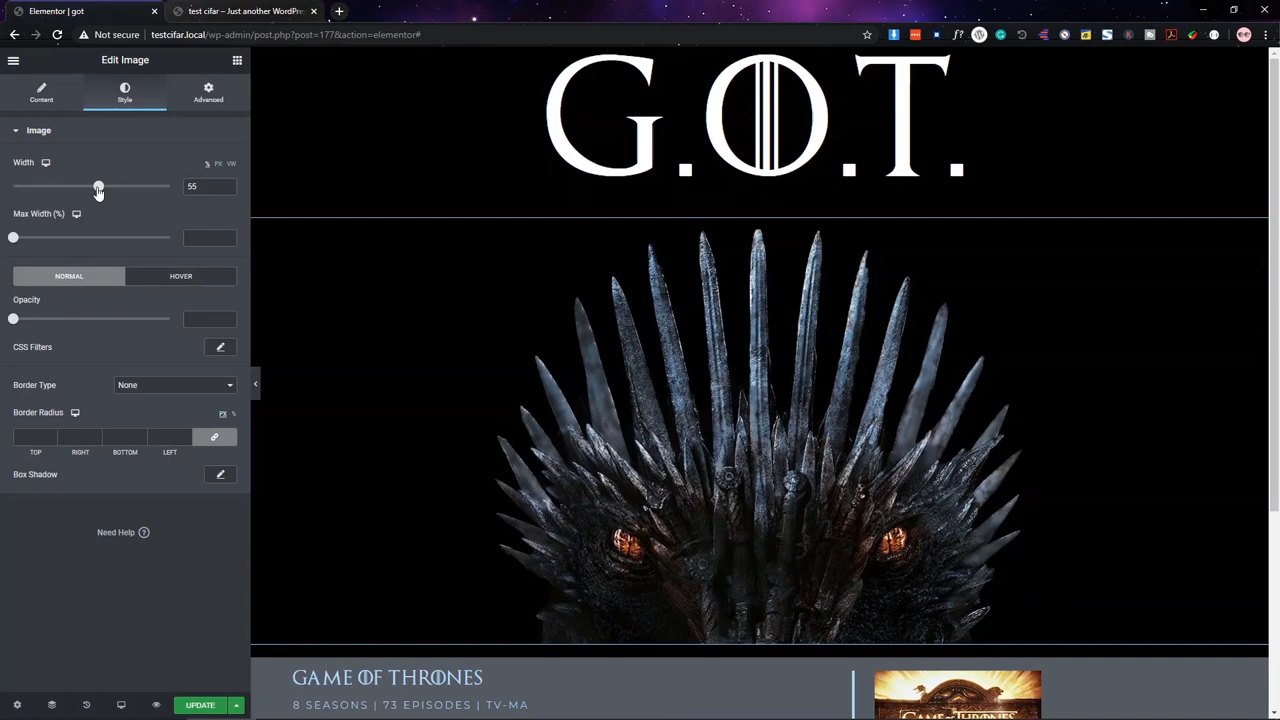 Elementor | got
test cifar – Just another WordPre
Not secure | testcifar.local/wp-admin/post.php?post=177&action=elementor#
Edit Image
Content
Style
Advanced
Image
Width
% PX VW
55
Max Width (%)
NORMAL
HOVER
Opacity
CSS Filters
Border Type
None
Border Radius
PX %
TOP RIGHT BOTTOM LEFT
Box Shadow
Need Help ?
UPDATE
G.O.T.
GAME OF THRONES
8 SEASONS | 73 EPISODES | TV-MA